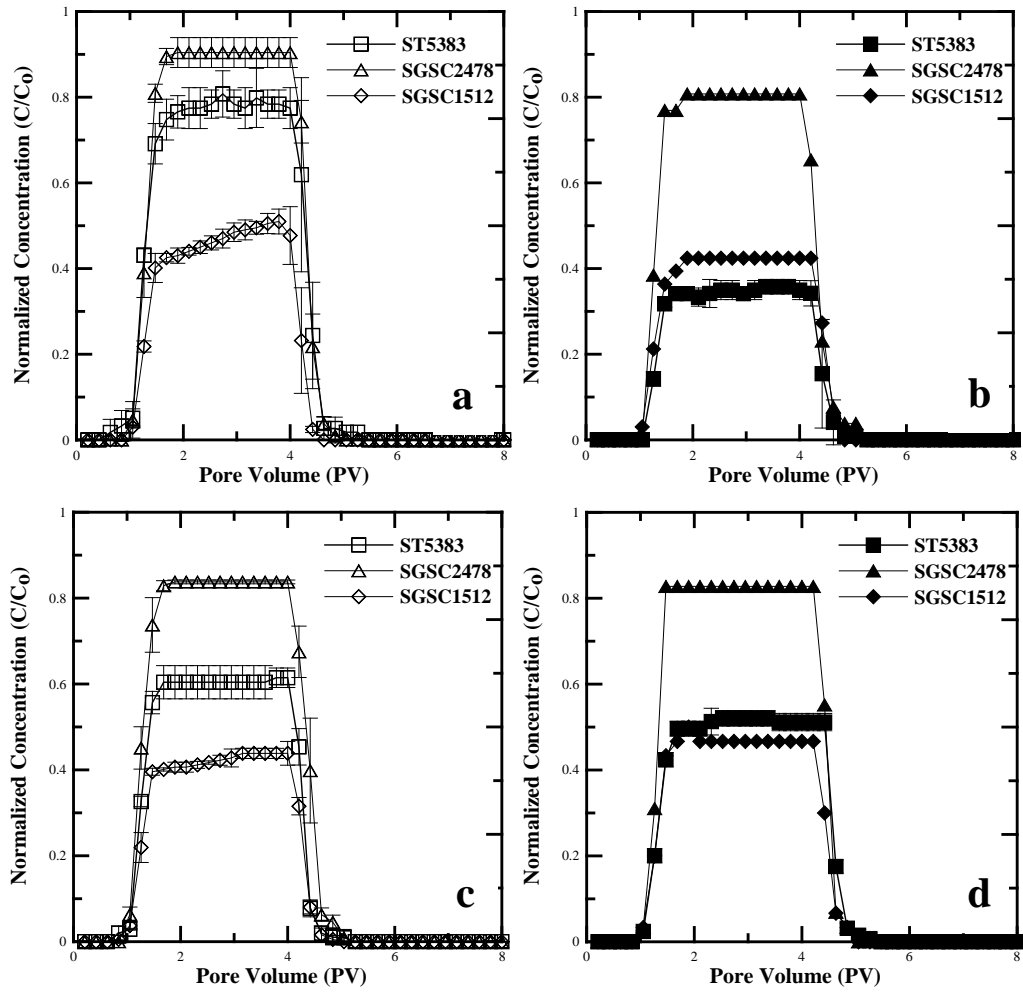 1
0.8
0.6
0.4
0.2
0
0
2
4
6
8
Normalized Concentration (C/Co)
Pore Volume (PV)
ST5383
SGSC2478
SGSC1512
a
1
0.8
0.6
0.4
0.2
0
0
2
4
6
8
Normalized Concentration (C/Co)
Pore Volume (PV)
ST5383
SGSC2478
SGSC1512
b
1
0.8
0.6
0.4
0.2
0
0
2
4
6
8
Normalized Concentration (C/Co)
Pore Volume (PV)
ST5383
SGSC2478
SGSC1512
c
1
0.8
0.6
0.4
0.2
0
0
2
4
6
8
Normalized Concentration (C/Co)
Pore Volume (PV)
ST5383
SGSC2478
SGSC1512
d